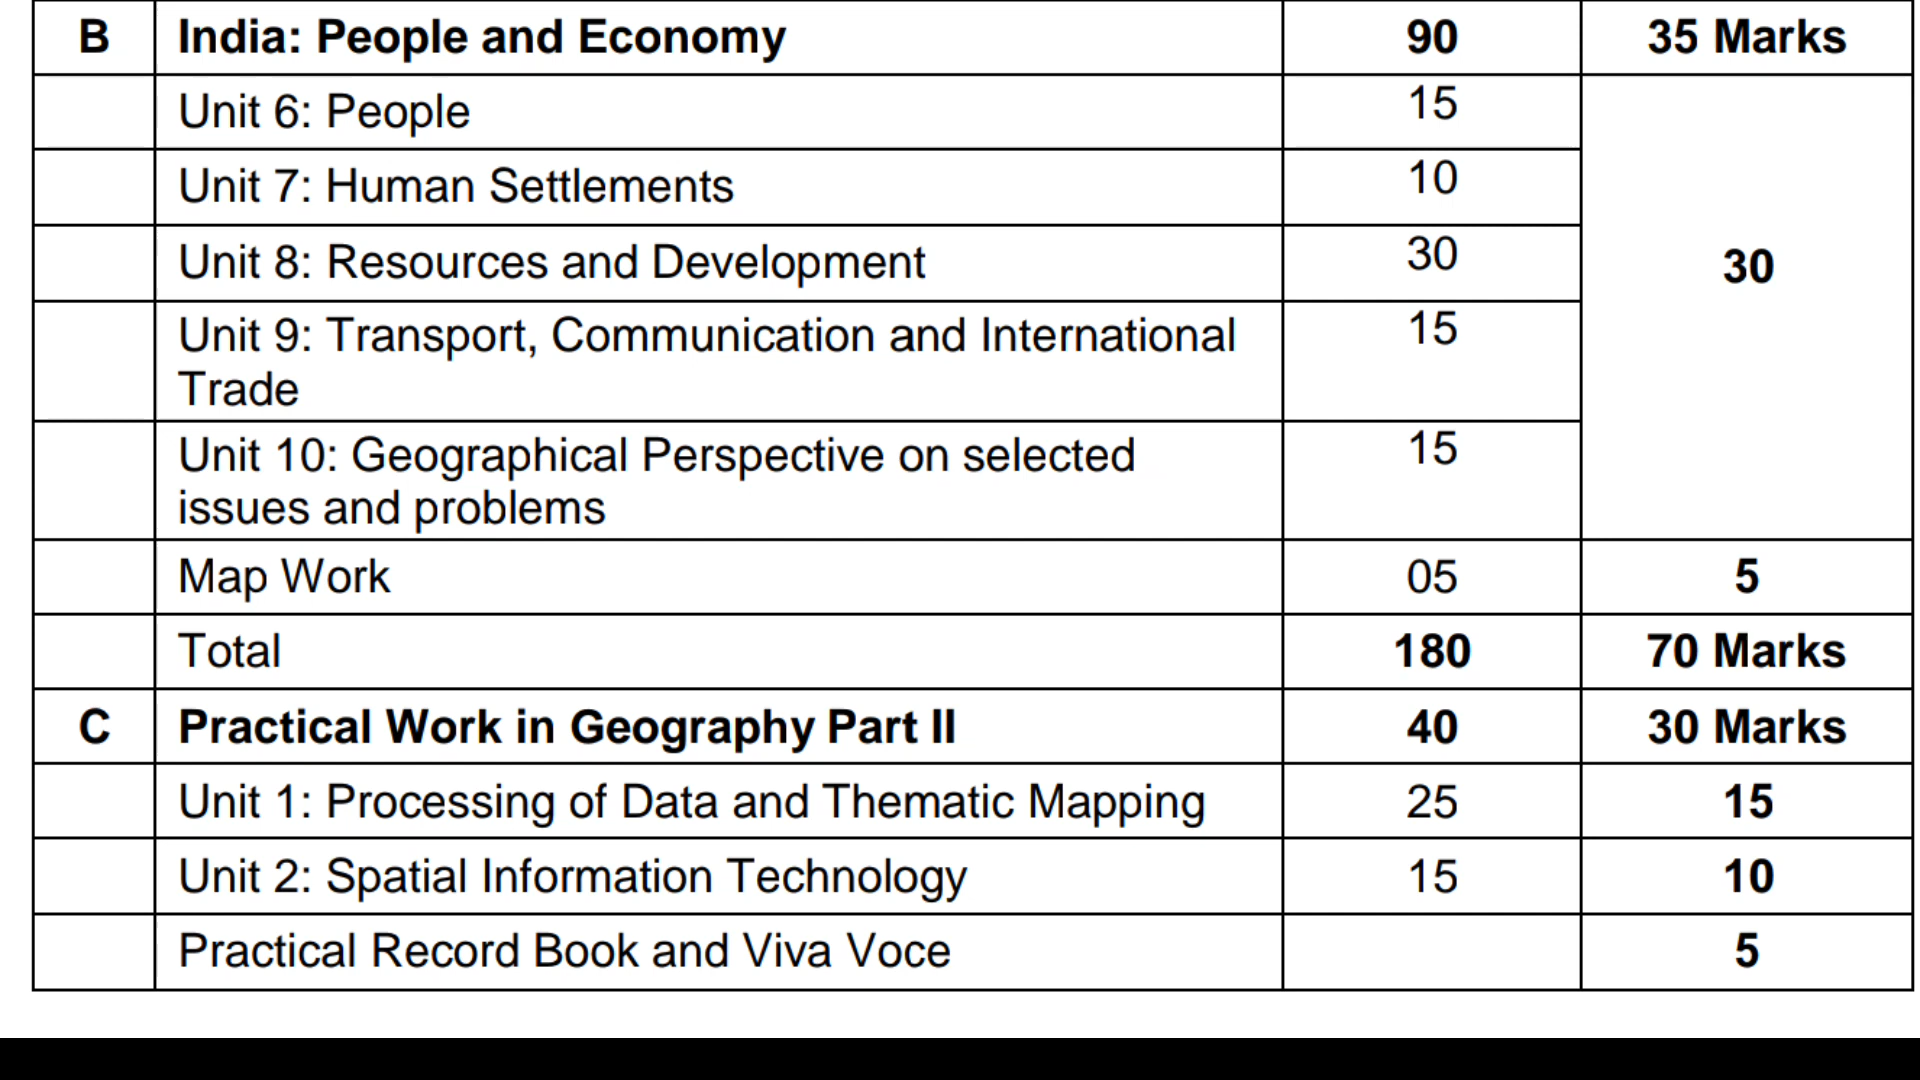 B India: People and Economy 90 35 Marks
Unit 6: People 15
Unit 7: Human Settlements 10
Unit 8: Resources and Development 30 30
Unit 9: Transport, Communication and International 15
Trade
Unit 10: Geographical Perspective on selected 15
issues and problems
Map Work 05 5
Total 180 70 Marks
C Practical Work in Geography Part II 40 30 Marks
Unit 1: Processing of Data and Thematic Mapping 25 15
Unit 2: Spatial Information Technology 15 10
Practical Record Book and Viva Voce 5